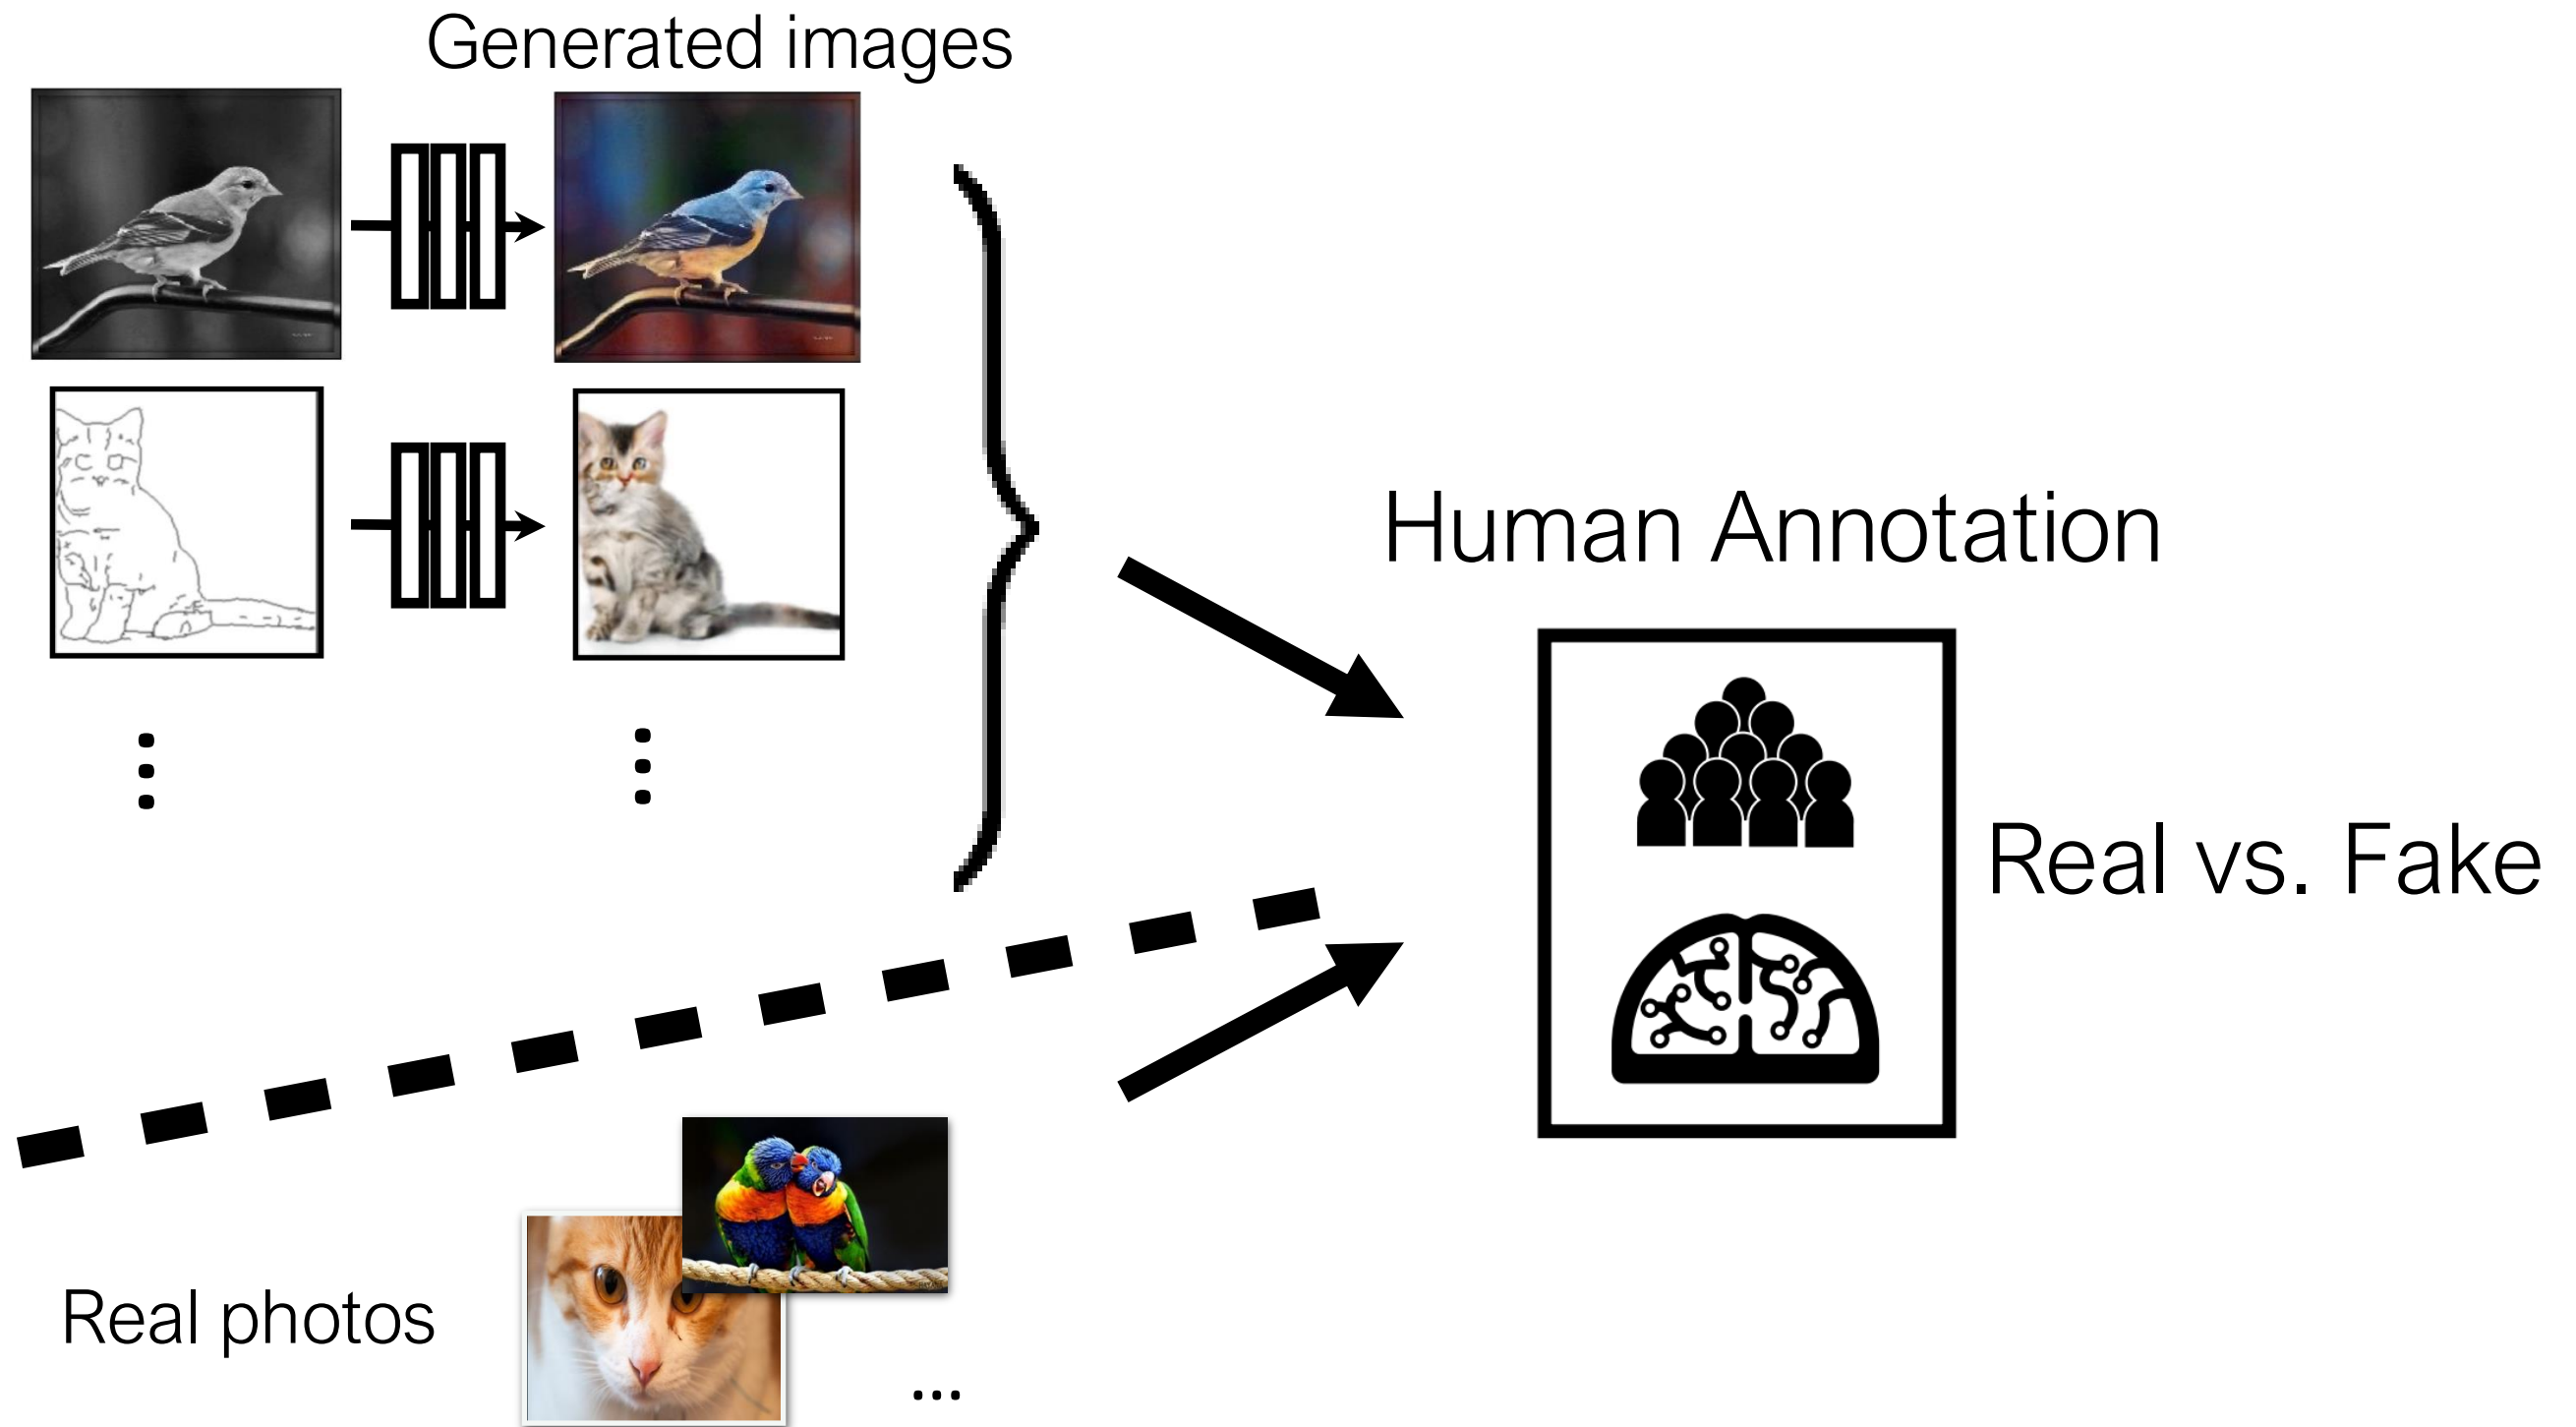 Generated images
Human Annotation
Real vs. Fake
Real photos
...